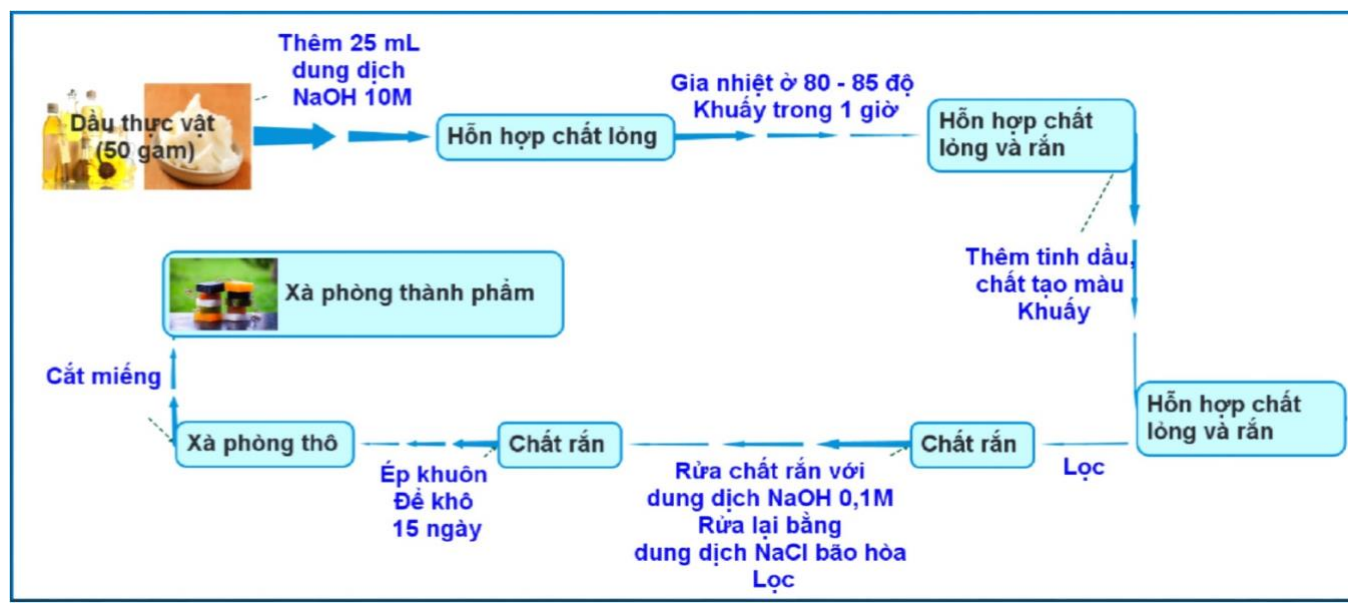 Thêm 25 mL
dung dịch
NaOH 10M
Dầu thực vật
(50 gam)
Hỗn hợp chất lỏng
Gia nhiệt ở 80 - 85 độ
Khuấy trong 1 giờ
Hỗn hợp chất
lỏng và rắn
Thêm tinh dầu,
chất tạo màu
Khuấy
Hỗn hợp chất
lỏng và rắn
Lọc
Chất rắn
Rửa chất rắn với
dung dịch NaOH 0,1M
Rửa lại bằng
dung dịch NaCl bão hòa
Lọc
Chất rắn
Ép khuôn
Để khô
15 ngày
Xà phòng thô
Cắt miếng
Xà phòng thành phẩm